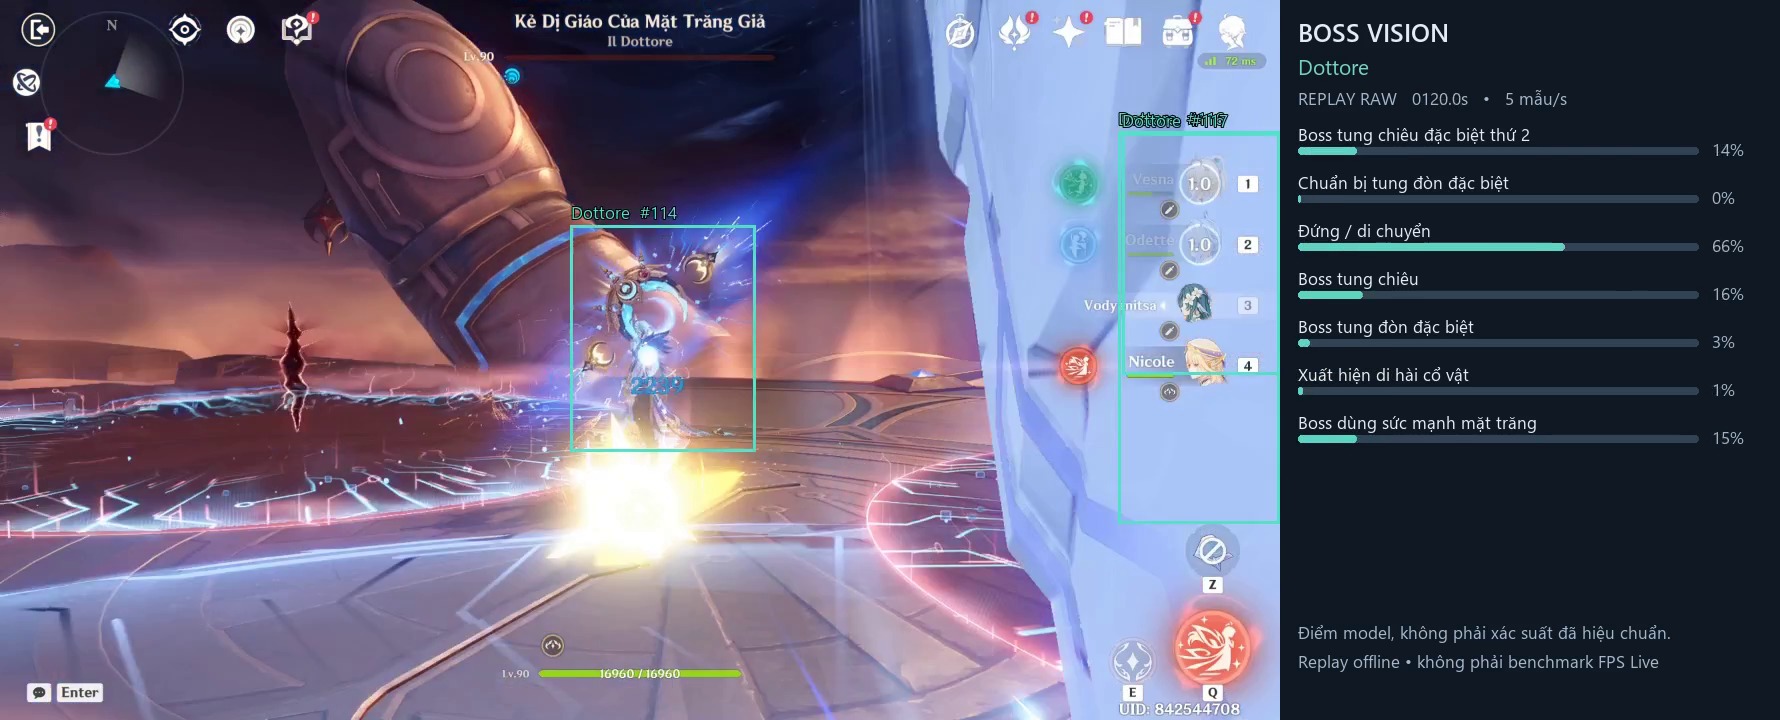 N
Kẻ Dị Giáo Của Mặt Trăng Giả
Il Dottore
Lv.90
72 ms
Dottore #117
Vesna
1.0
1
Dottore #114
Odette
1.0
2
3
Nicole
4
Z
Lv.90
16960 / 16960
Enter
E
Q
UID: 842544708
BOSS VISION
Dottore
REPLAY RAW 0120.0s • 5 mẫu/s
Boss tung chiêu đặc biệt thứ 2
14%
Chuẩn bị tung đòn đặc biệt
0%
Đứng / di chuyển
66%
Boss tung chiêu
16%
Boss tung đòn đặc biệt
3%
Xuất hiện di hài cổ vật
1%
Boss dùng sức mạnh mặt trăng
15%
Điểm model, không phải xác suất đã hiệu chuẩn.
Replay offline • không phải benchmark FPS Live